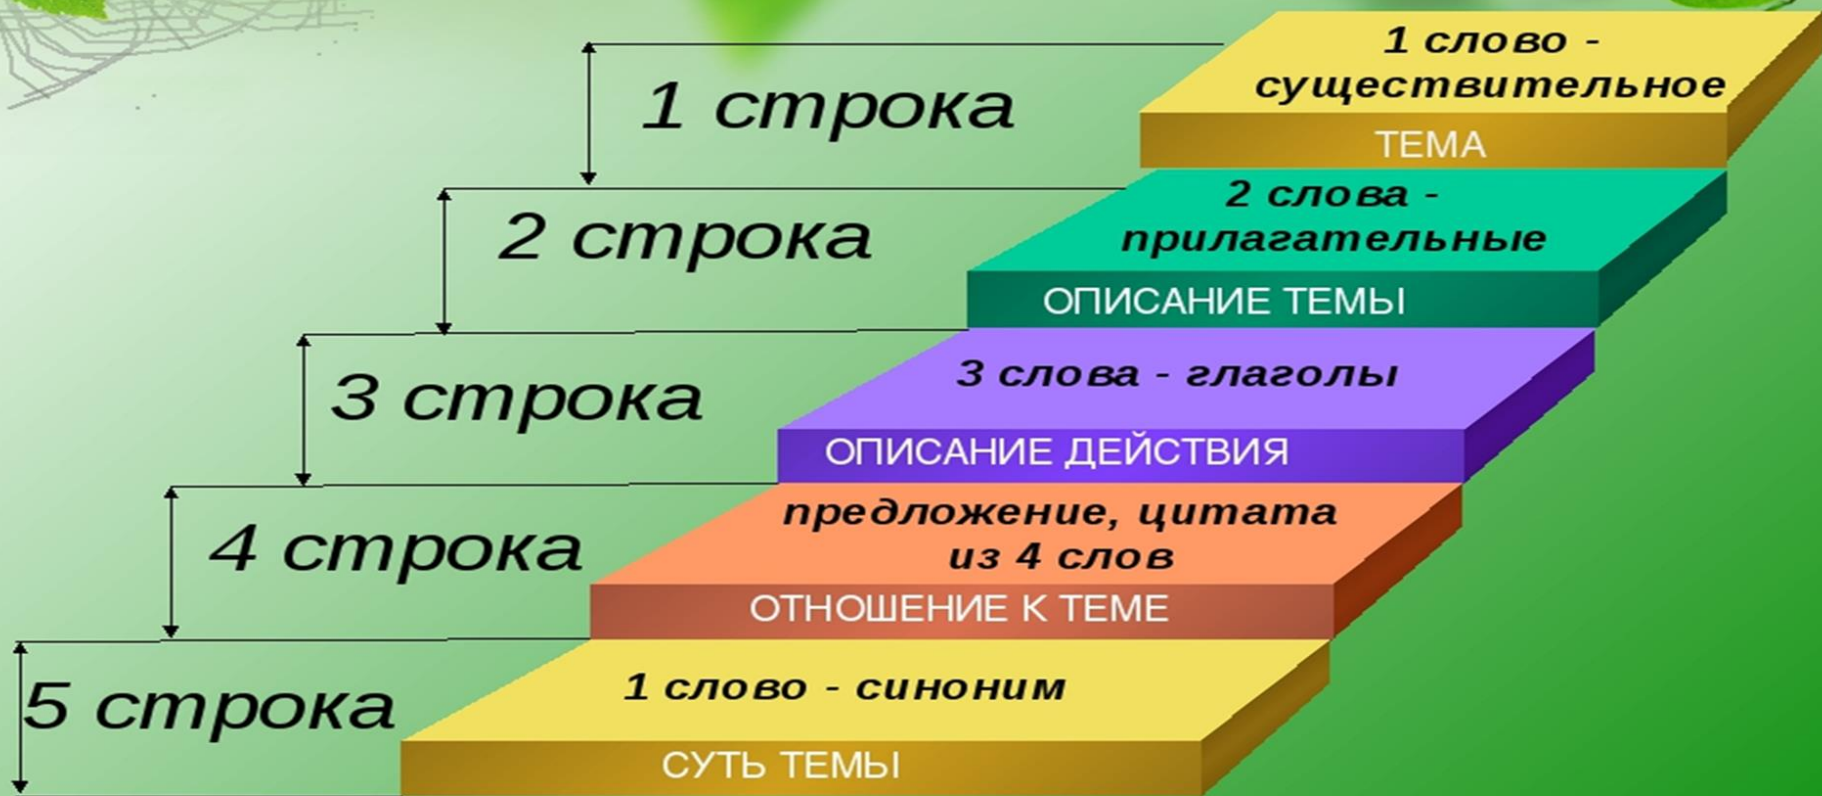 1 строка
1 слово -
существительное
ТЕМА
2 строка
2 слова -
прилагательные
ОПИСАНИЕ ТЕМЫ
3 строка
3 слова - глаголы
ОПИСАНИЕ ДЕЙСТВИЯ
4 строка
предложение, цитата
из 4 слов
ОТНОШЕНИЕ К ТЕМЕ
5 строка
1 слово - синоним
СУТЬ ТЕМЫ